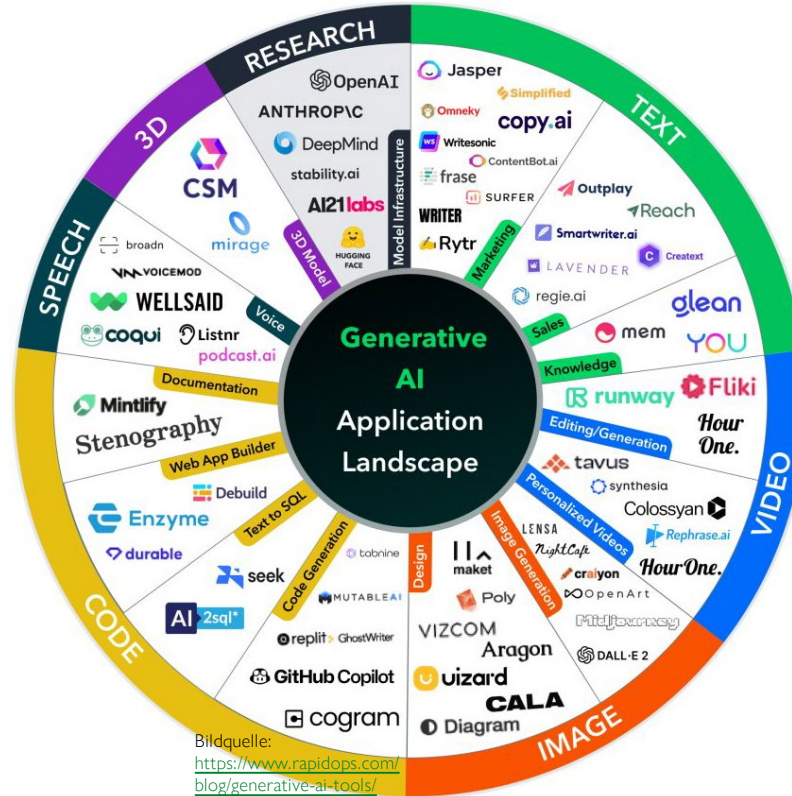 RESEARCH
OpenAI
ANTHROP\C
DeepMind
stability.ai
AI21labs
HUGGING
FACE
Model Infrastructure
TEXT
Jasper
Simplified
Omneky
copy.ai
WS Writesonic
ContentBot.ai
frase
SURFER
WRITER
Rytr
Marketing
Outplay
Reach
Smartwriter.ai
C Creatext
LAVENDER
regie.ai
Sales
glean
mem
YOU
Knowledge
VIDEO
runway
Fliki
Hour
One.
Editing/Generation
tavus
synthesia
Colossyan
Rephrase.ai
HourOne.
Personalized Videos
IMAGE
LENSA
NightCafe
craiyon
OpenArt
Midjourney
DALL·E 2
Image Generation
maket
Poly
VIZCOM
Aragon
uizard
CALA
Diagram
Design
CODE
tabnine
MUTABLEAI
replit GhostWriter
GitHub Copilot
cogram
Code Generation
seek
AI 2sql*
Text to SQL
Debuild
Enzyme
durable
Web App Builder
Mintlify
Stenography
Documentation
SPEECH
broadn
VOICEMOD
WELLSAID
coqui
Listnr
podcast.ai
Voice
3D
CSM
mirage
3D Model
Generative
AI
Application
Landscape
Bildquelle:
https://www.rapidops.com/
blog/generative-ai-tools/